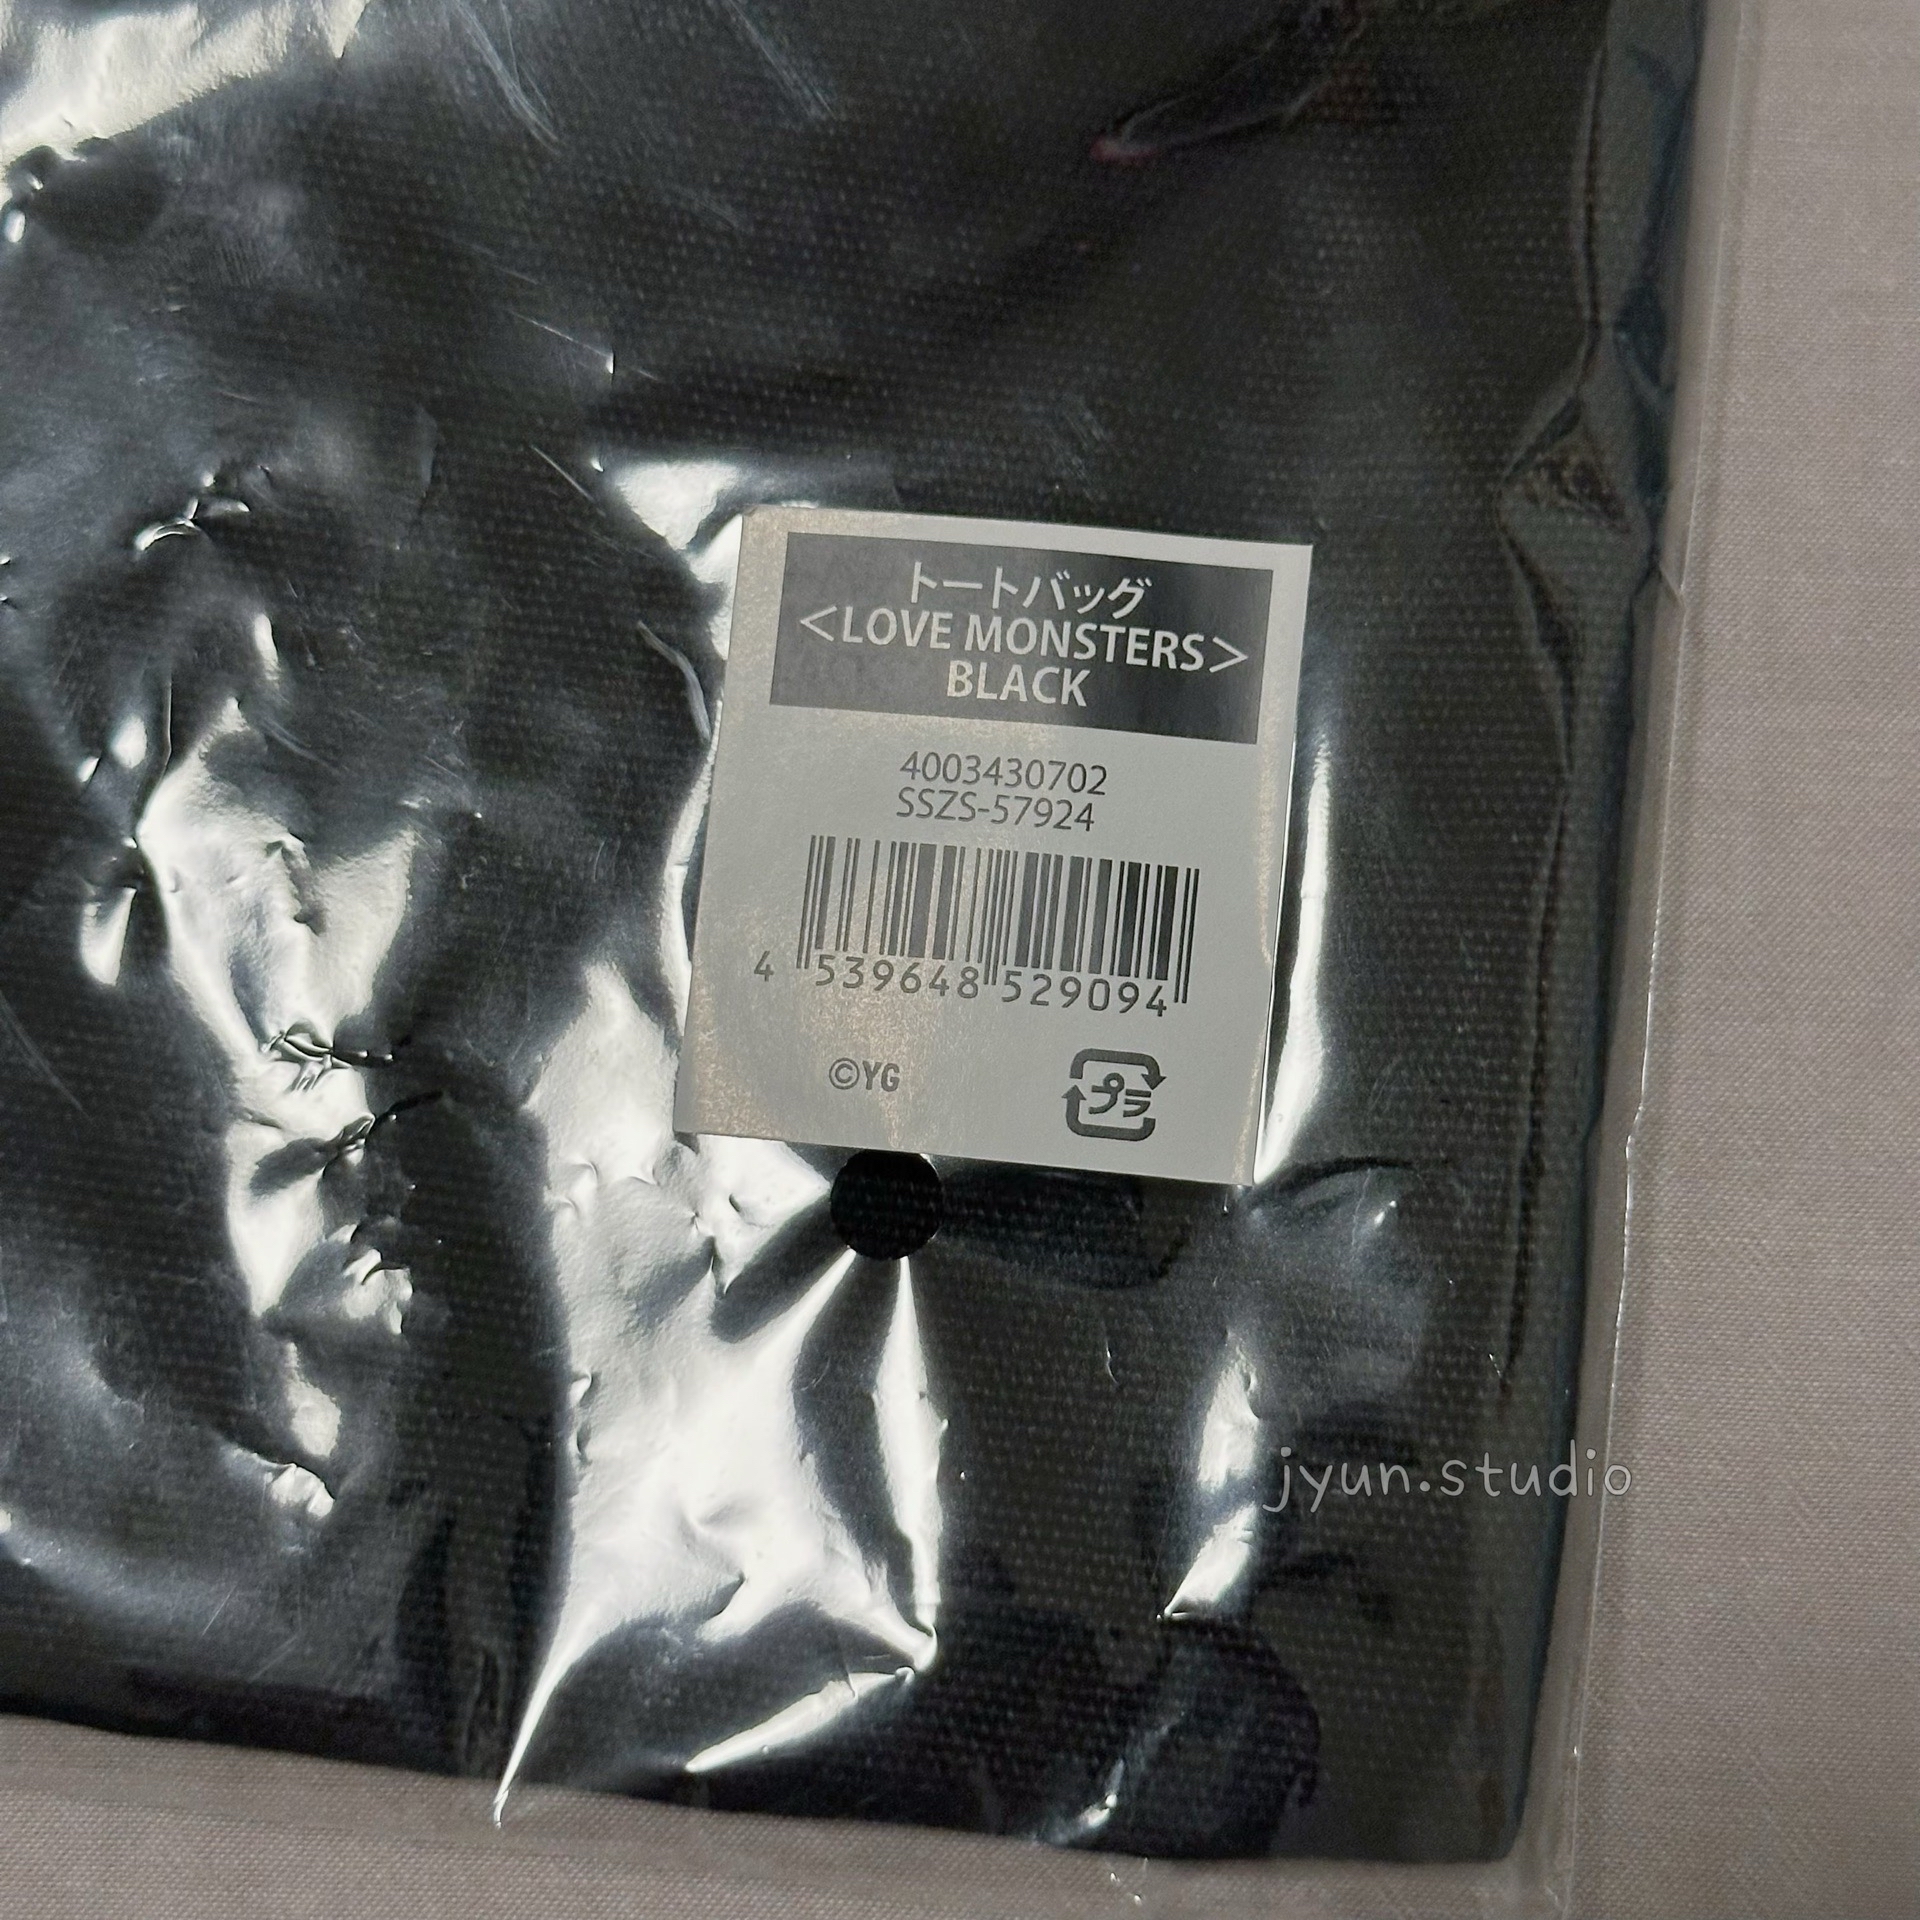 トートバッグ
<LOVE MONSTERS>
BLACK
4003430702
SSZS-57924
4 539648 529094
©YG
プラ
jyun.studio